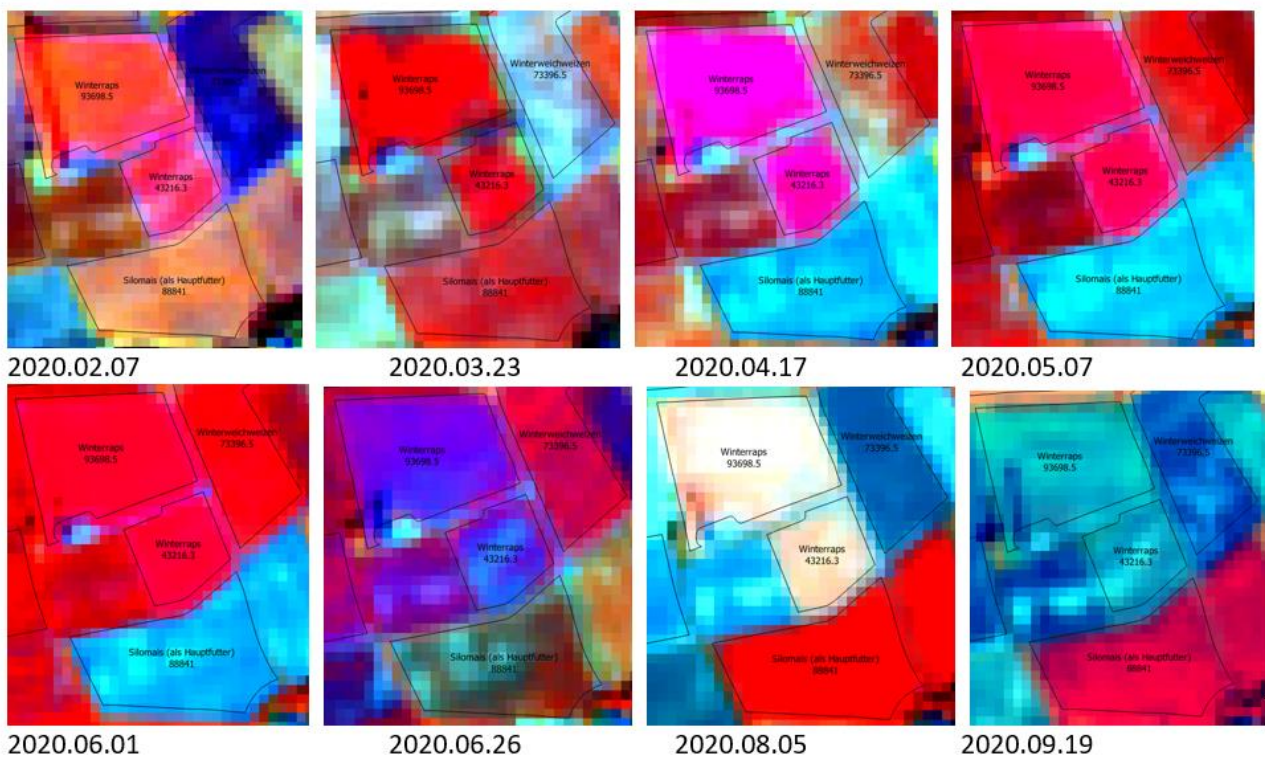 Winterraps
93698.5
Winterraps
43216.3
Silomais (als Hauptfutter)
88841
2020.02.07
Winterraps
93698.5
Winterweichweizen
73396.5
Winterraps
43216.3
Silomais (als Hauptfutter)
88841
2020.03.23
Winterraps
93698.5
Winterweichweizen
73396.5
Winterraps
43216.3
Silomais (als Hauptfutter)
88841
2020.04.17
Winterraps
93698.5
Winterweichweizen
73396.5
Winterraps
43216.3
Silomais (als Hauptfutter)
88841
2020.05.07
Winterraps
93698.5
Winterweichweizen
73396.5
Winterraps
43216.3
Silomais (als Hauptfutter)
88841
2020.06.01
Winterraps
93698.5
Winterweichweizen
73396.5
Winterraps
43216.3
Silomais (als Hauptfutter)
88841
2020.06.26
Winterraps
93698.5
Winterweichweizen
73396.5
Winterraps
43216.3
Silomais (als Hauptfutter)
88841
2020.08.05
Winterraps
93698.5
Winterweichweizen
73396.5
Winterraps
43216.3
Silomais (als Hauptfutter)
88841
2020.09.19